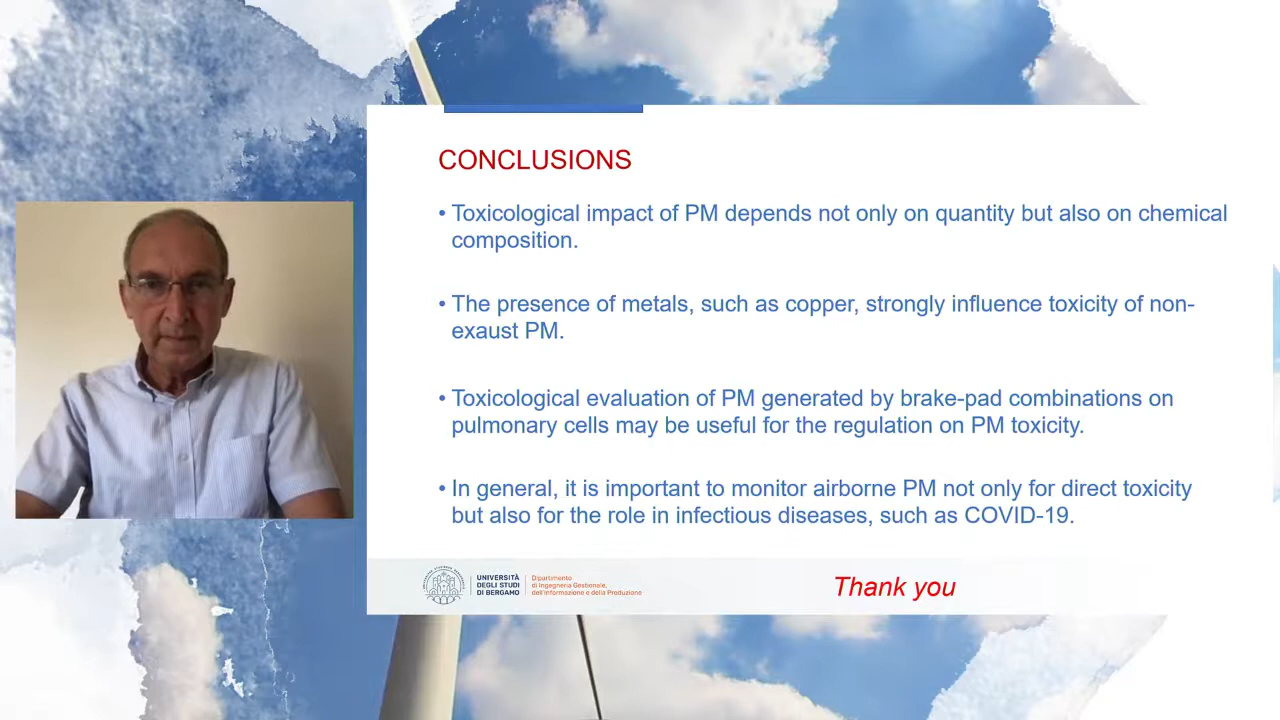 CONCLUSIONS
• Toxicological impact of PM depends not only on quantity but also on chemical
composition.
• The presence of metals, such as copper, strongly influence toxicity of non-
exaust PM.
• Toxicological evaluation of PM generated by brake-pad combinations on
pulmonary cells may be useful for the regulation on PM toxicity.
• In general, it is important to monitor airborne PM not only for direct toxicity
but also for the role in infectious diseases, such as COVID-19.
UNIVERSITÀ
DEGLI STUDI
DI BERGAMO
Dipartimento
di Ingegneria Gestionale,
dell'Informazione e della Produzione
Thank you